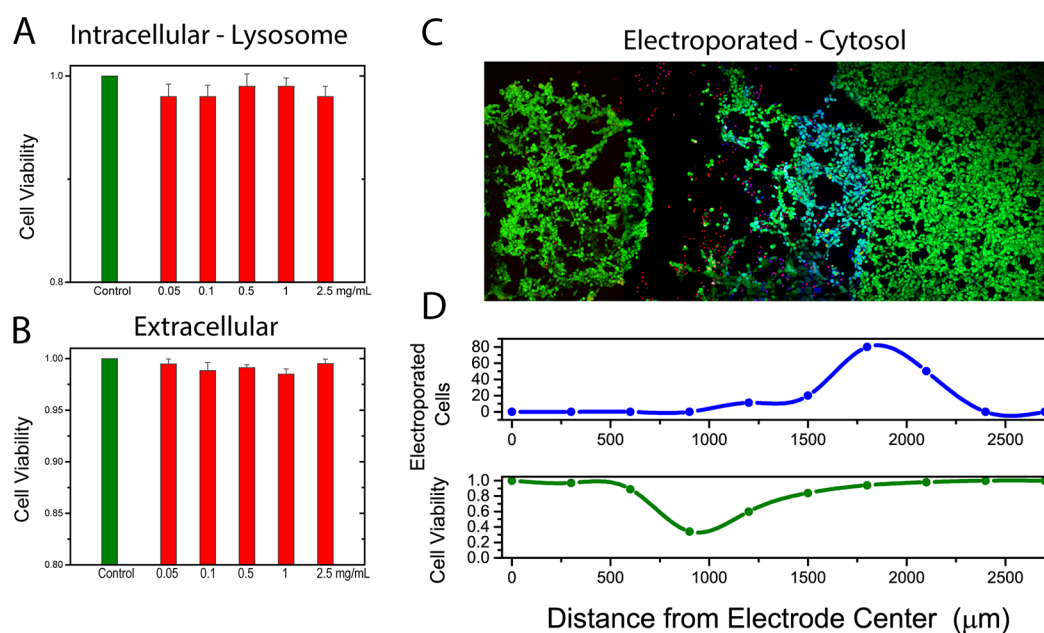 A
Intracellular - Lysosome
1.0
0.8
Cell Viability
Control 0.05 0.1 0.5 1 2.5 mg/mL
B
Extracellular
1.00
0.95
0.90
0.85
0.80
Cell Viability
Control 0.05 0.1 0.5 1 2.5 mg/mL
C
Electroporated - Cytosol
D
Electroporated
Cells
80
60
40
20
0
0 500 1000 1500 2000 2500
Cell Viability
1.0
0.8
0.6
0.4
0.2
0.0
0 500 1000 1500 2000 2500
Distance from Electrode Center (μm)